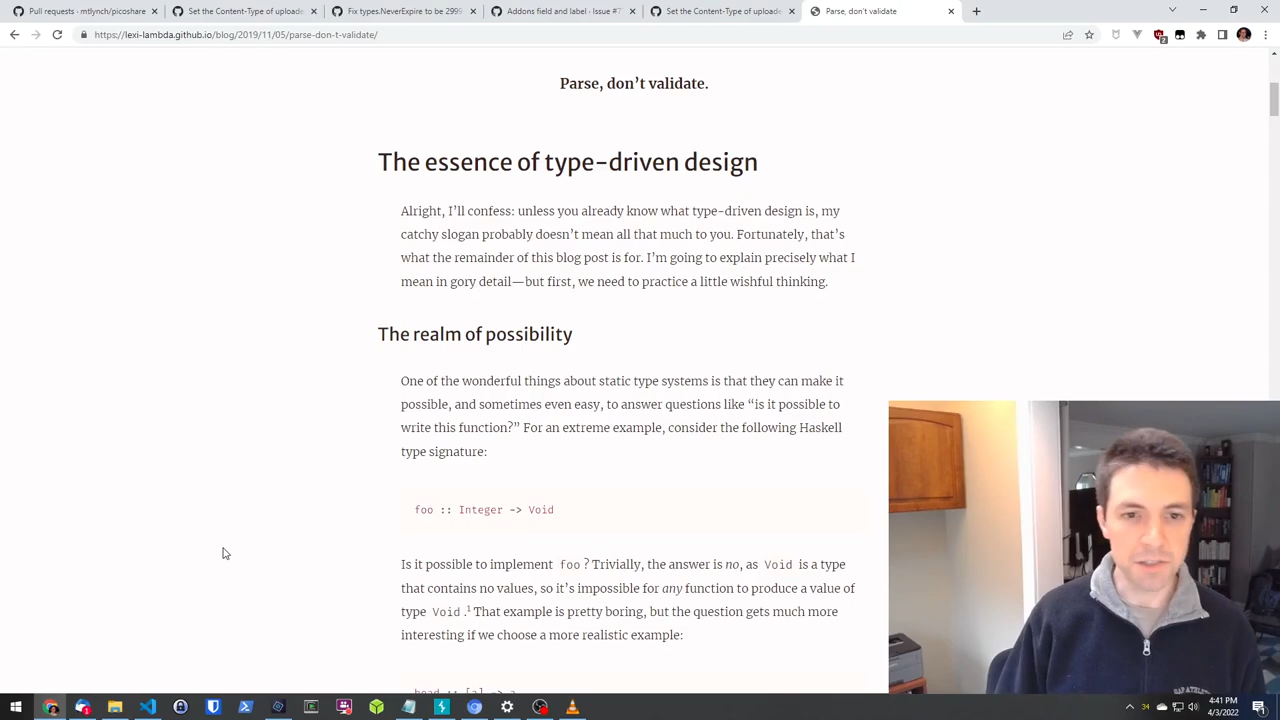 Pull requests · mtlynch/picoshare
Set the Content-Type of uploade
Fix types.NeverExpire to be 2999
Addons field and label · Issue #7
Set the Content-Type of uploade
Parse, don't validate
https://lexi-lambda.github.io/blog/2019/11/05/parse-don-t-validate/
2
Parse, don’t validate.
The essence of type-driven design
Alright, I’ll confess: unless you already know what type-driven design is, my
catchy slogan probably doesn’t mean all that much to you. Fortunately, that’s
what the remainder of this blog post is for. I’m going to explain precisely what I
mean in gory detail—but first, we need to practice a little wishful thinking.
The realm of possibility
One of the wonderful things about static type systems is that they can make it
possible, and sometimes even easy, to answer questions like “is it possible to
write this function?” For an extreme example, consider the following Haskell
type signature:
foo :: Integer -> Void
Is it possible to implement foo ? Trivially, the answer is no, as Void is a type
that contains no values, so it’s impossible for any function to produce a value of
type Void .¹ That example is pretty boring, but the question gets much more
interesting if we choose a more realistic example:
head :: [a] -> a
GAP ATHLETIC
34
4:41 PM
4/3/2022